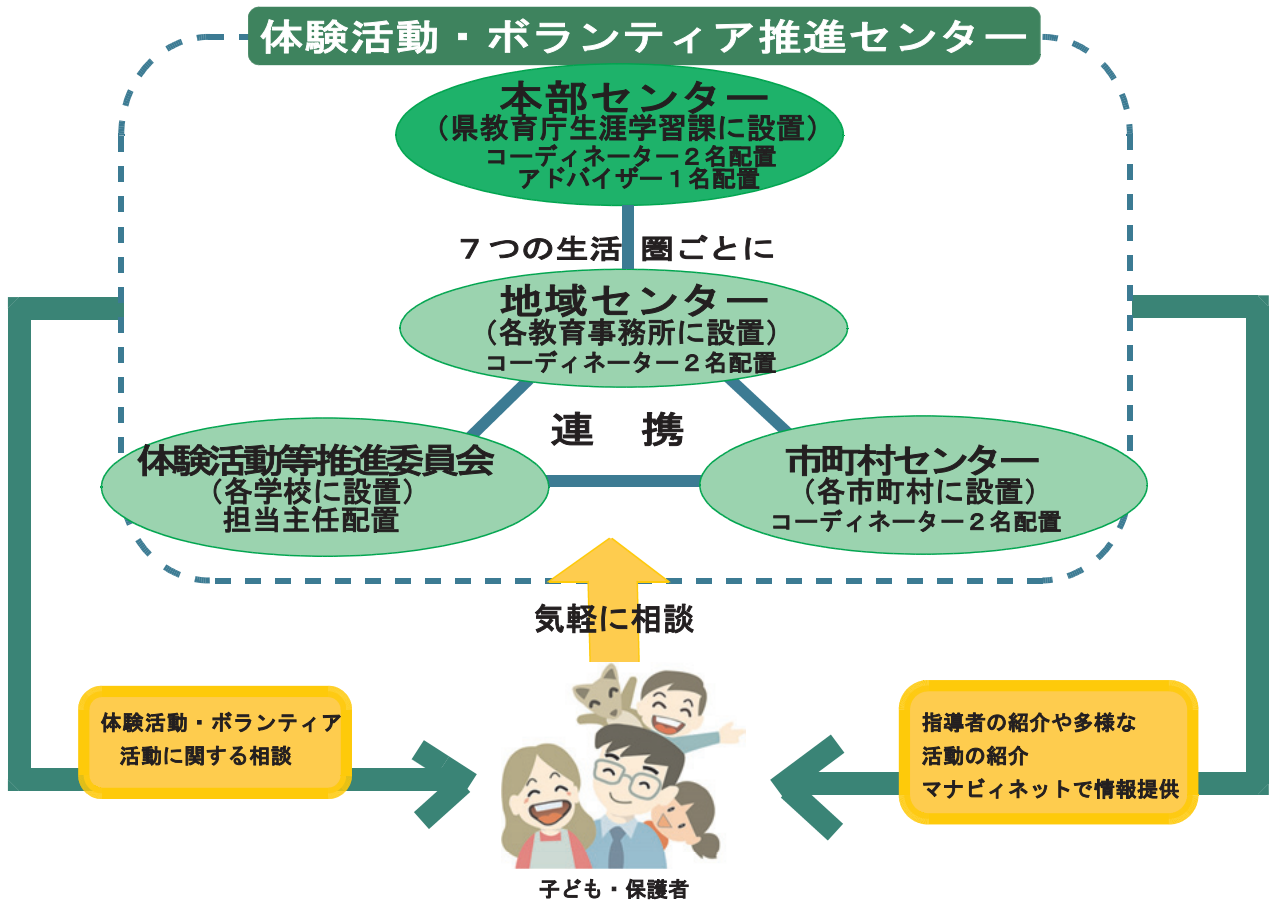 体験活動・ボランティア推進センター
本部センター
（県教育庁生涯学習課に設置）
コーディネーター２名配置
アドバイザー１名配置
７つの生活圏ごとに
地域センター
（各教育事務所に設置）
コーディネーター２名配置
連　携
体験活動等推進委員会
（各学校に設置）
担当主任配置
市町村センター
（各市町村に設置）
コーディネーター２名配置
気軽に相談
体験活動・ボランティア
活動に関する相談
指導者の紹介や多様な
活動の紹介
マナビィネットで情報提供
子ども・保護者